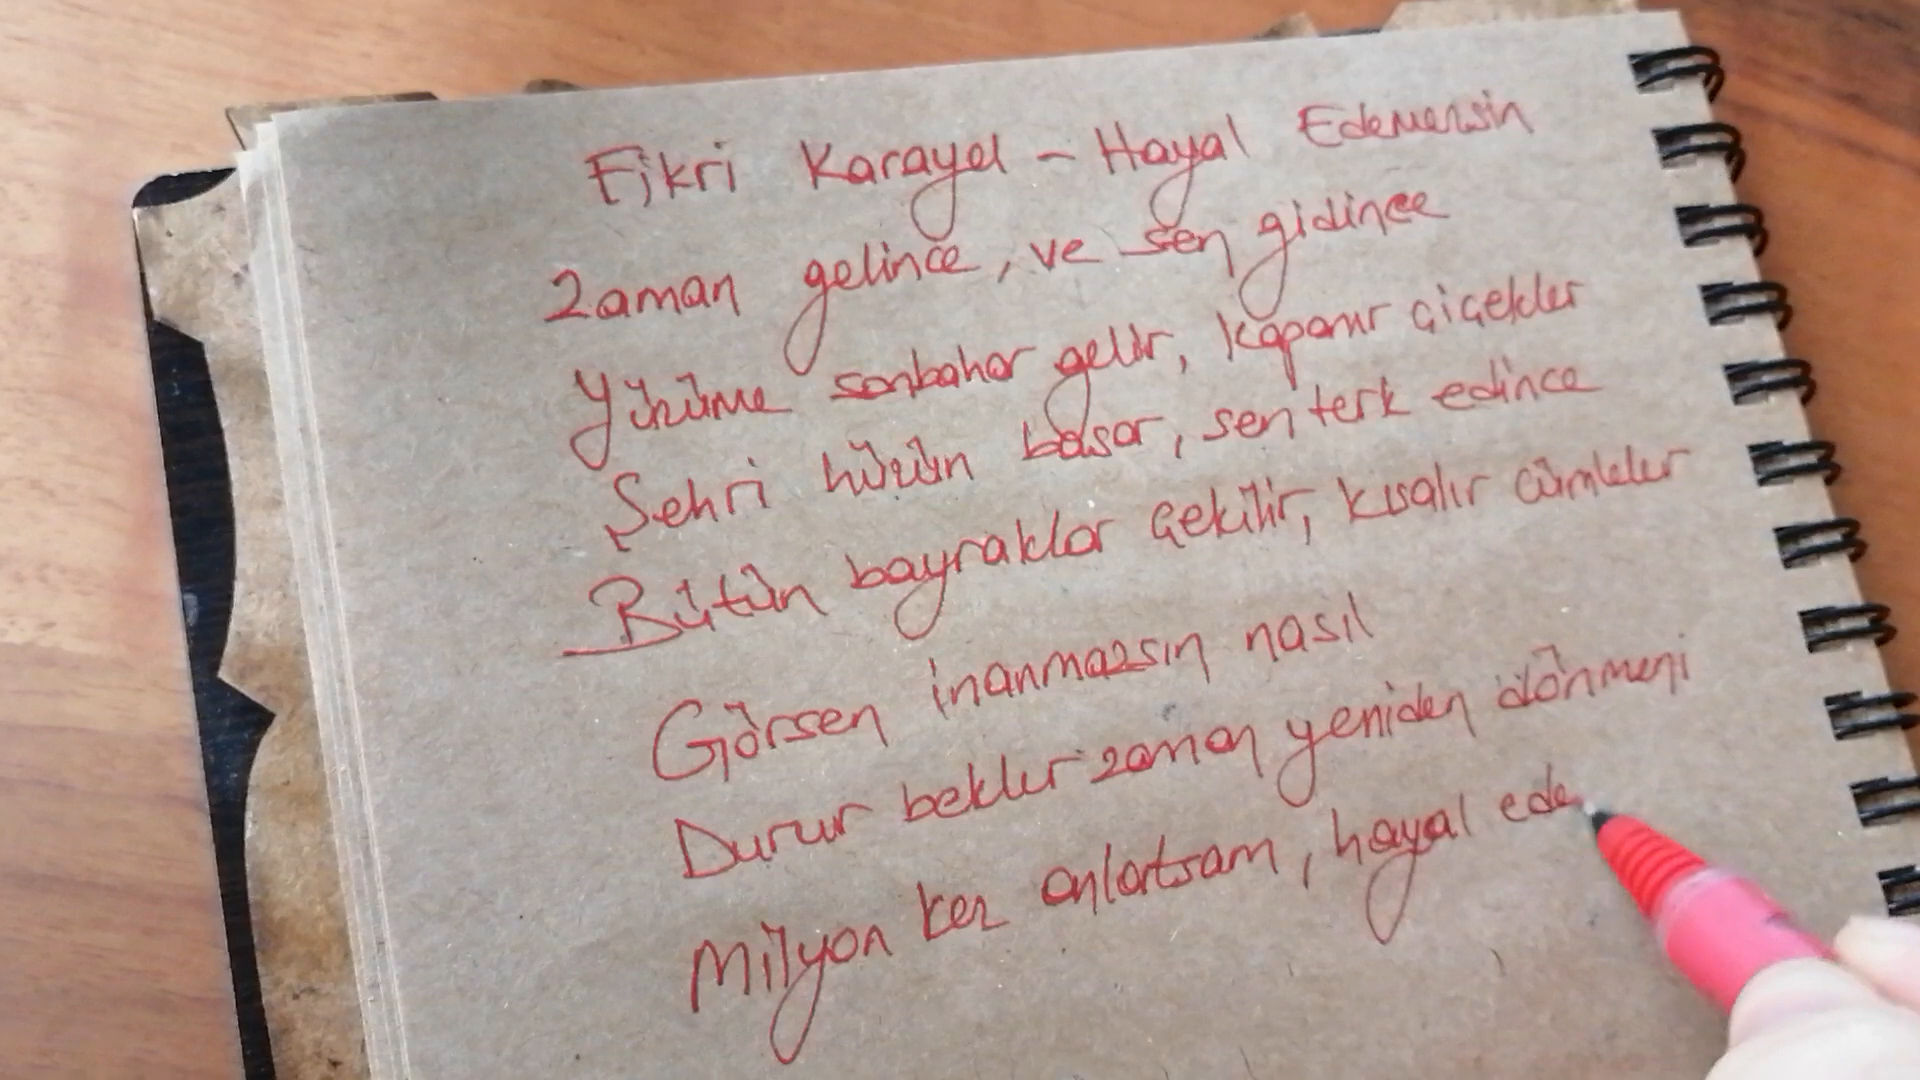 Fikri Karayel - Hayal Edemezsin
Zaman gelince, ve sen gidince
Yüzüme sonbahar gelir, kapanır çiçekler
Şehri hüzün basar, sen terk edince
Bütün bayraklar çekilir, kısalır cümleler
Görsen inanmazsın nasıl
Durur bekler zaman yeniden dönmeni
Milyon kez anlatsam, hayal ede